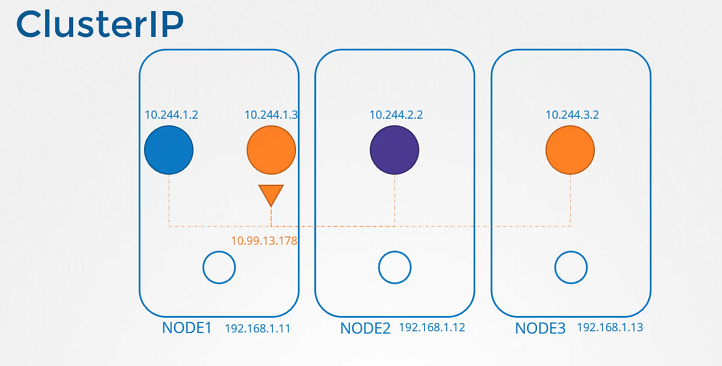 ClusterIP
10.244.1.2
10.244.1.3
10.244.2.2
10.244.3.2
10.99.13.178
NODE1 192.168.1.11
NODE2 192.168.1.12
NODE3 192.168.1.13